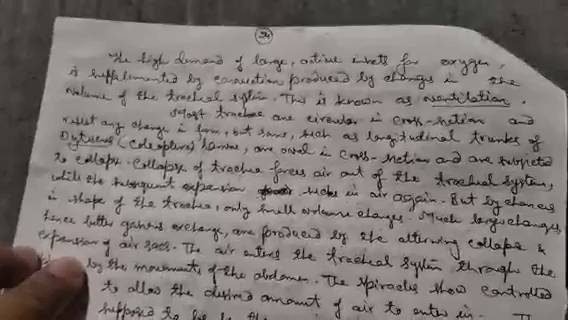 The high demand of large, active insects for oxygen,
is supplemented by convection produced by changes in the
volume of the tracheal system. This is known as ventilation.
Most tracheae are circular in cross-section and
resist any change in form, but some, such as longitudinal trunks of
Dytiscus (Coleoptera) larvae, are oval in cross-section and are subjected
to collapse. Collapse of trachea forces air out of the tracheal system,
while the subsequent expansion sucks in air again. But by changes
in shape of the trachea, only small volume changes. Much large changes,
hence better gaseous exchange, are produced by the alternating collapse &
expansion of air sacs. The air enters the tracheal system through the
by the movements of the abdomen. The spiracles show controlled
to allow the desired amount of air to enter in.
supposed to be